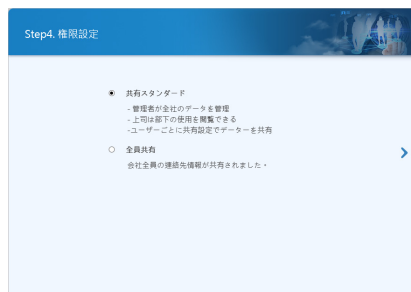 Step4. 権限設定
共有スタンダード
- 管理者が全社のデータを管理
- 上司は部下の使用を閲覧できる
-ユーザーごとに共有設定でデーターを共有
全員共有
会社全員の連絡先情報が共有されました・